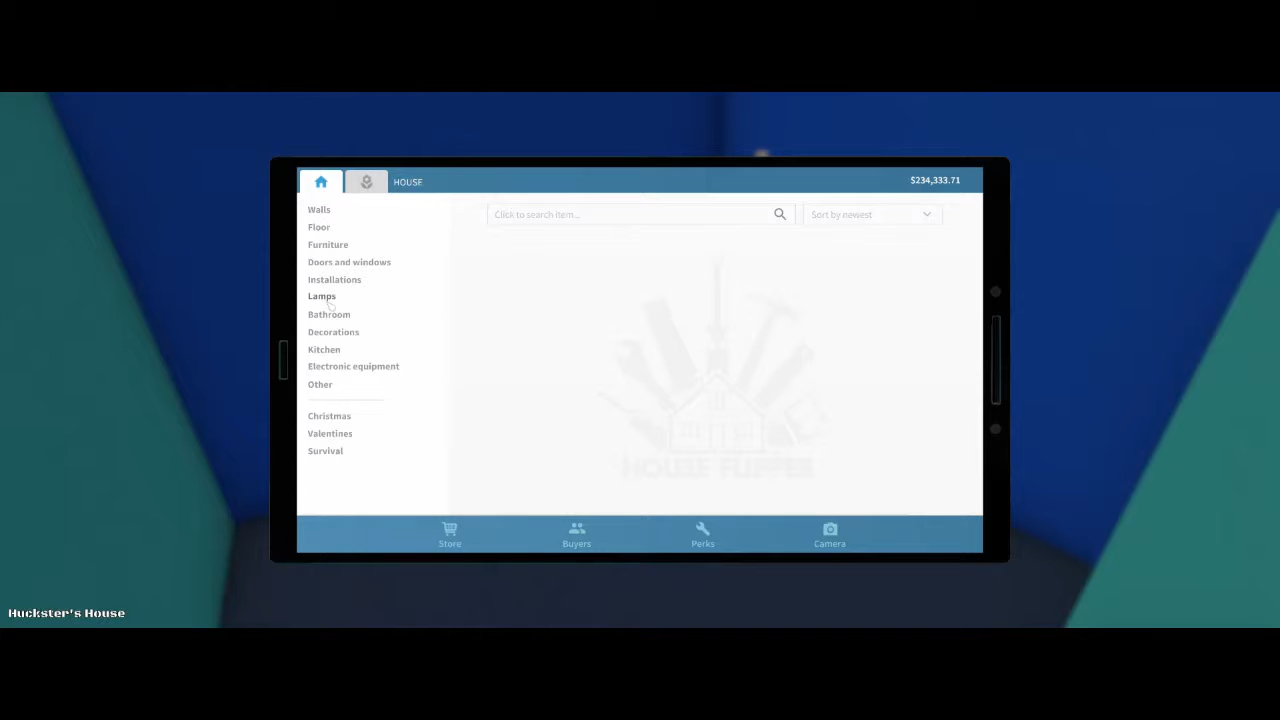 HOUSE
$234,333.71
Click to search item...
Sort by newest
Walls
Floor
Furniture
Doors and windows
Installations
Lamps
Bathroom
Decorations
Kitchen
Electronic equipment
Other
Christmas
Valentines
Survival
HOUSE FLIPPER
Store
Buyers
Perks
Camera
Huckster's House